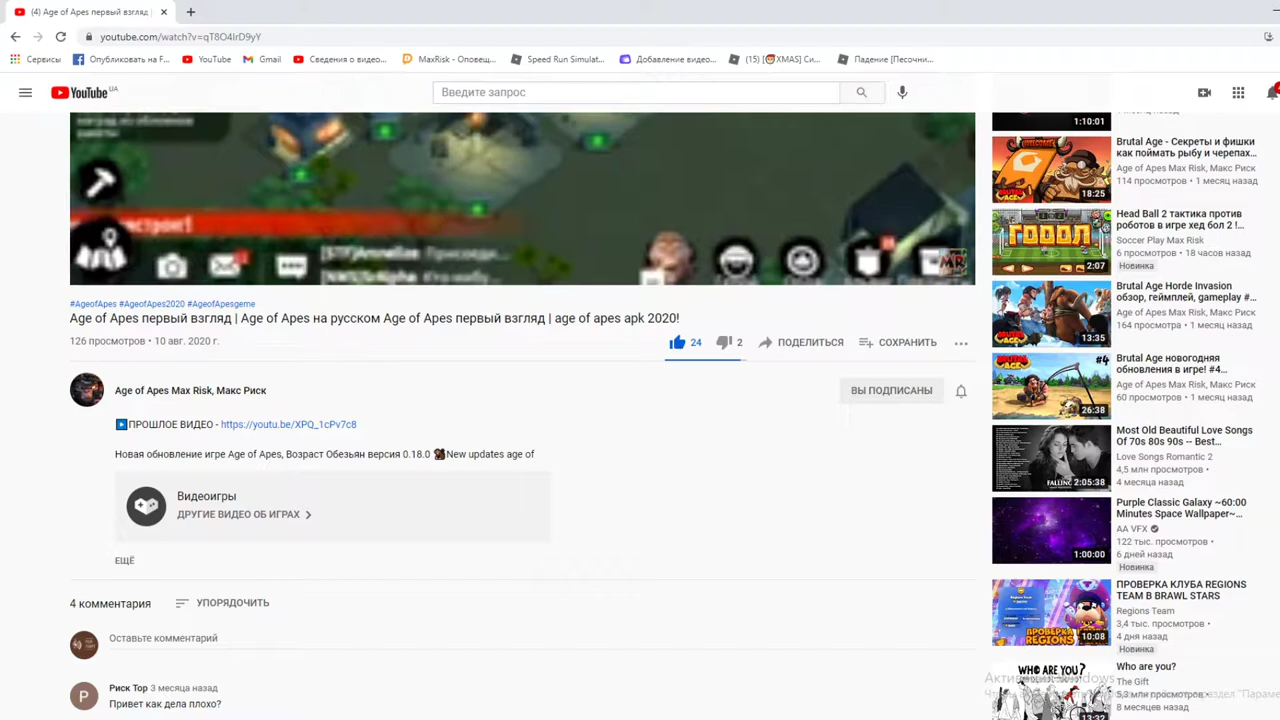 (4) Age of Apes первый взгляд |
youtube.com/watch?v=qT8O4IrD9yY
Сервисы
Опубликовать на F...
YouTube
Gmail
Сведения о видео...
MaxRisk - Оповещ...
Speed Run Simulat...
Добавление видео...
(15) [🎅XMAS] Си...
Падение [Песочни...
YouTube UA
Введите запрос
#AgeofApes #AgeofApes2020 #AgeofApesgeme
Age of Apes первый взгляд | Age of Apes на русском Age of Apes первый взгляд | age of apes apk 2020!
126 просмотров • 10 авг. 2020 г.
24
2
ПОДЕЛИТЬСЯ
СОХРАНИТЬ
Age of Apes Max Risk, Макс Риск
ВЫ ПОДПИСАНЫ
ПРОШЛОЕ ВИДЕО - https://youtu.be/XPQ_1cPv7c8
Новая обновление игре Age of Apes, Возраст Обезьян версия 0.18.0 New updates age of
Видеоигры
ДРУГИЕ ВИДЕО ОБ ИГРАХ
ЕЩЁ
4 комментария
УПОРЯДОЧИТЬ
Оставьте комментарий
Р
Риск Тор 3 месяца назад
Привет как дела плохо?
1:10:01
Brutal Age - Секреты и фишки
как поймать рыбу и черепах...
Age of Apes Max Risk, Макс Риск
114 просмотров • 1 месяц назад
18:25
Head Ball 2 тактика против
роботов в игре хед бол 2 !...
Soccer Play Max Risk
6 просмотров • 18 часов назад
Новинка
ГОООЛ
2:07
Brutal Age Horde Invasion
обзор, геймплей, gameplay #...
Age of Apes Max Risk, Макс Риск
164 просмотра • 1 месяц назад
13:35
Brutal Age новогодняя
обновления в игре! #4...
Age of Apes Max Risk, Макс Риск
60 просмотров • 1 месяц назад
#4
26:38
Most Old Beautiful Love Songs
Of 70s 80s 90s -- Best...
Love Songs Romantic 2
4,5 млн просмотров •
4 месяца назад
FALLING
2:05:38
Purple Classic Galaxy ~60:00
Minutes Space Wallpaper~...
AA VFX
122 тыс. просмотров •
6 дней назад
Новинка
1:00:00
ПРОВЕРКА КЛУБА REGIONS
TEAM В BRAWL STARS
Regions Team
3,4 тыс. просмотров •
4 дня назад
Новинка
ПРОВЕРКА
REGIONS
10:08
Who are you?
The Gift
5,3 млн просмотров •
8 месяцев назад
WHO ARE YOU?
13:32